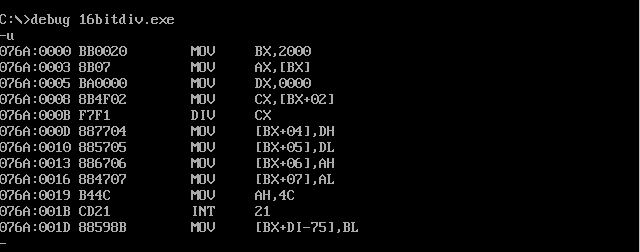 C:\>debug 16bitdiv.exe
-u
076A:0000 BB0020 MOV BX,2000
076A:0003 8B07 MOV AX,[BX]
076A:0005 BA0000 MOV DX,0000
076A:0008 8B4F02 MOV CX,[BX+02]
076A:000B F7F1 DIV CX
076A:000D 887704 MOV [BX+04],DH
076A:0010 885705 MOV [BX+05],DL
076A:0013 886706 MOV [BX+06],AH
076A:0016 884707 MOV [BX+07],AL
076A:0019 B44C MOV AH,4C
076A:001B CD21 INT 21
076A:001D 88598B MOV [BX+DI-75],BL
-